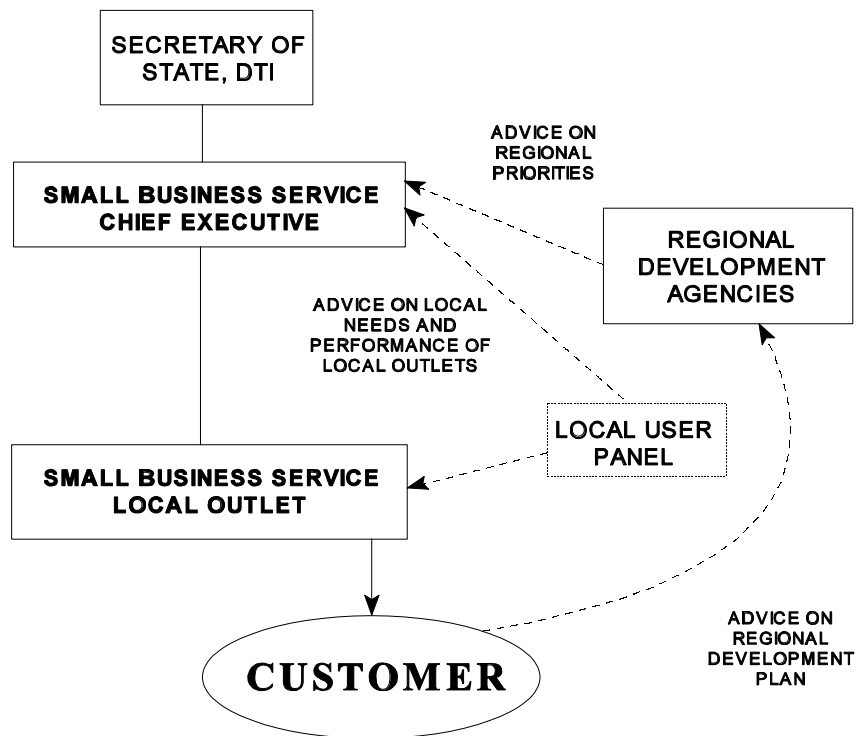 SECRETARY OF
STATE, DTI
ADVICE ON
REGIONAL
PRIORITIES
SMALL BUSINESS SERVICE
CHIEF EXECUTIVE
REGIONAL
DEVELOPMENT
AGENCIES
ADVICE ON LOCAL
NEEDS AND
PERFORMANCE OF
LOCAL OUTLETS
LOCAL USER
PANEL
SMALL BUSINESS SERVICE
LOCAL OUTLET
CUSTOMER
ADVICE ON
REGIONAL
DEVELOPMENT
PLAN